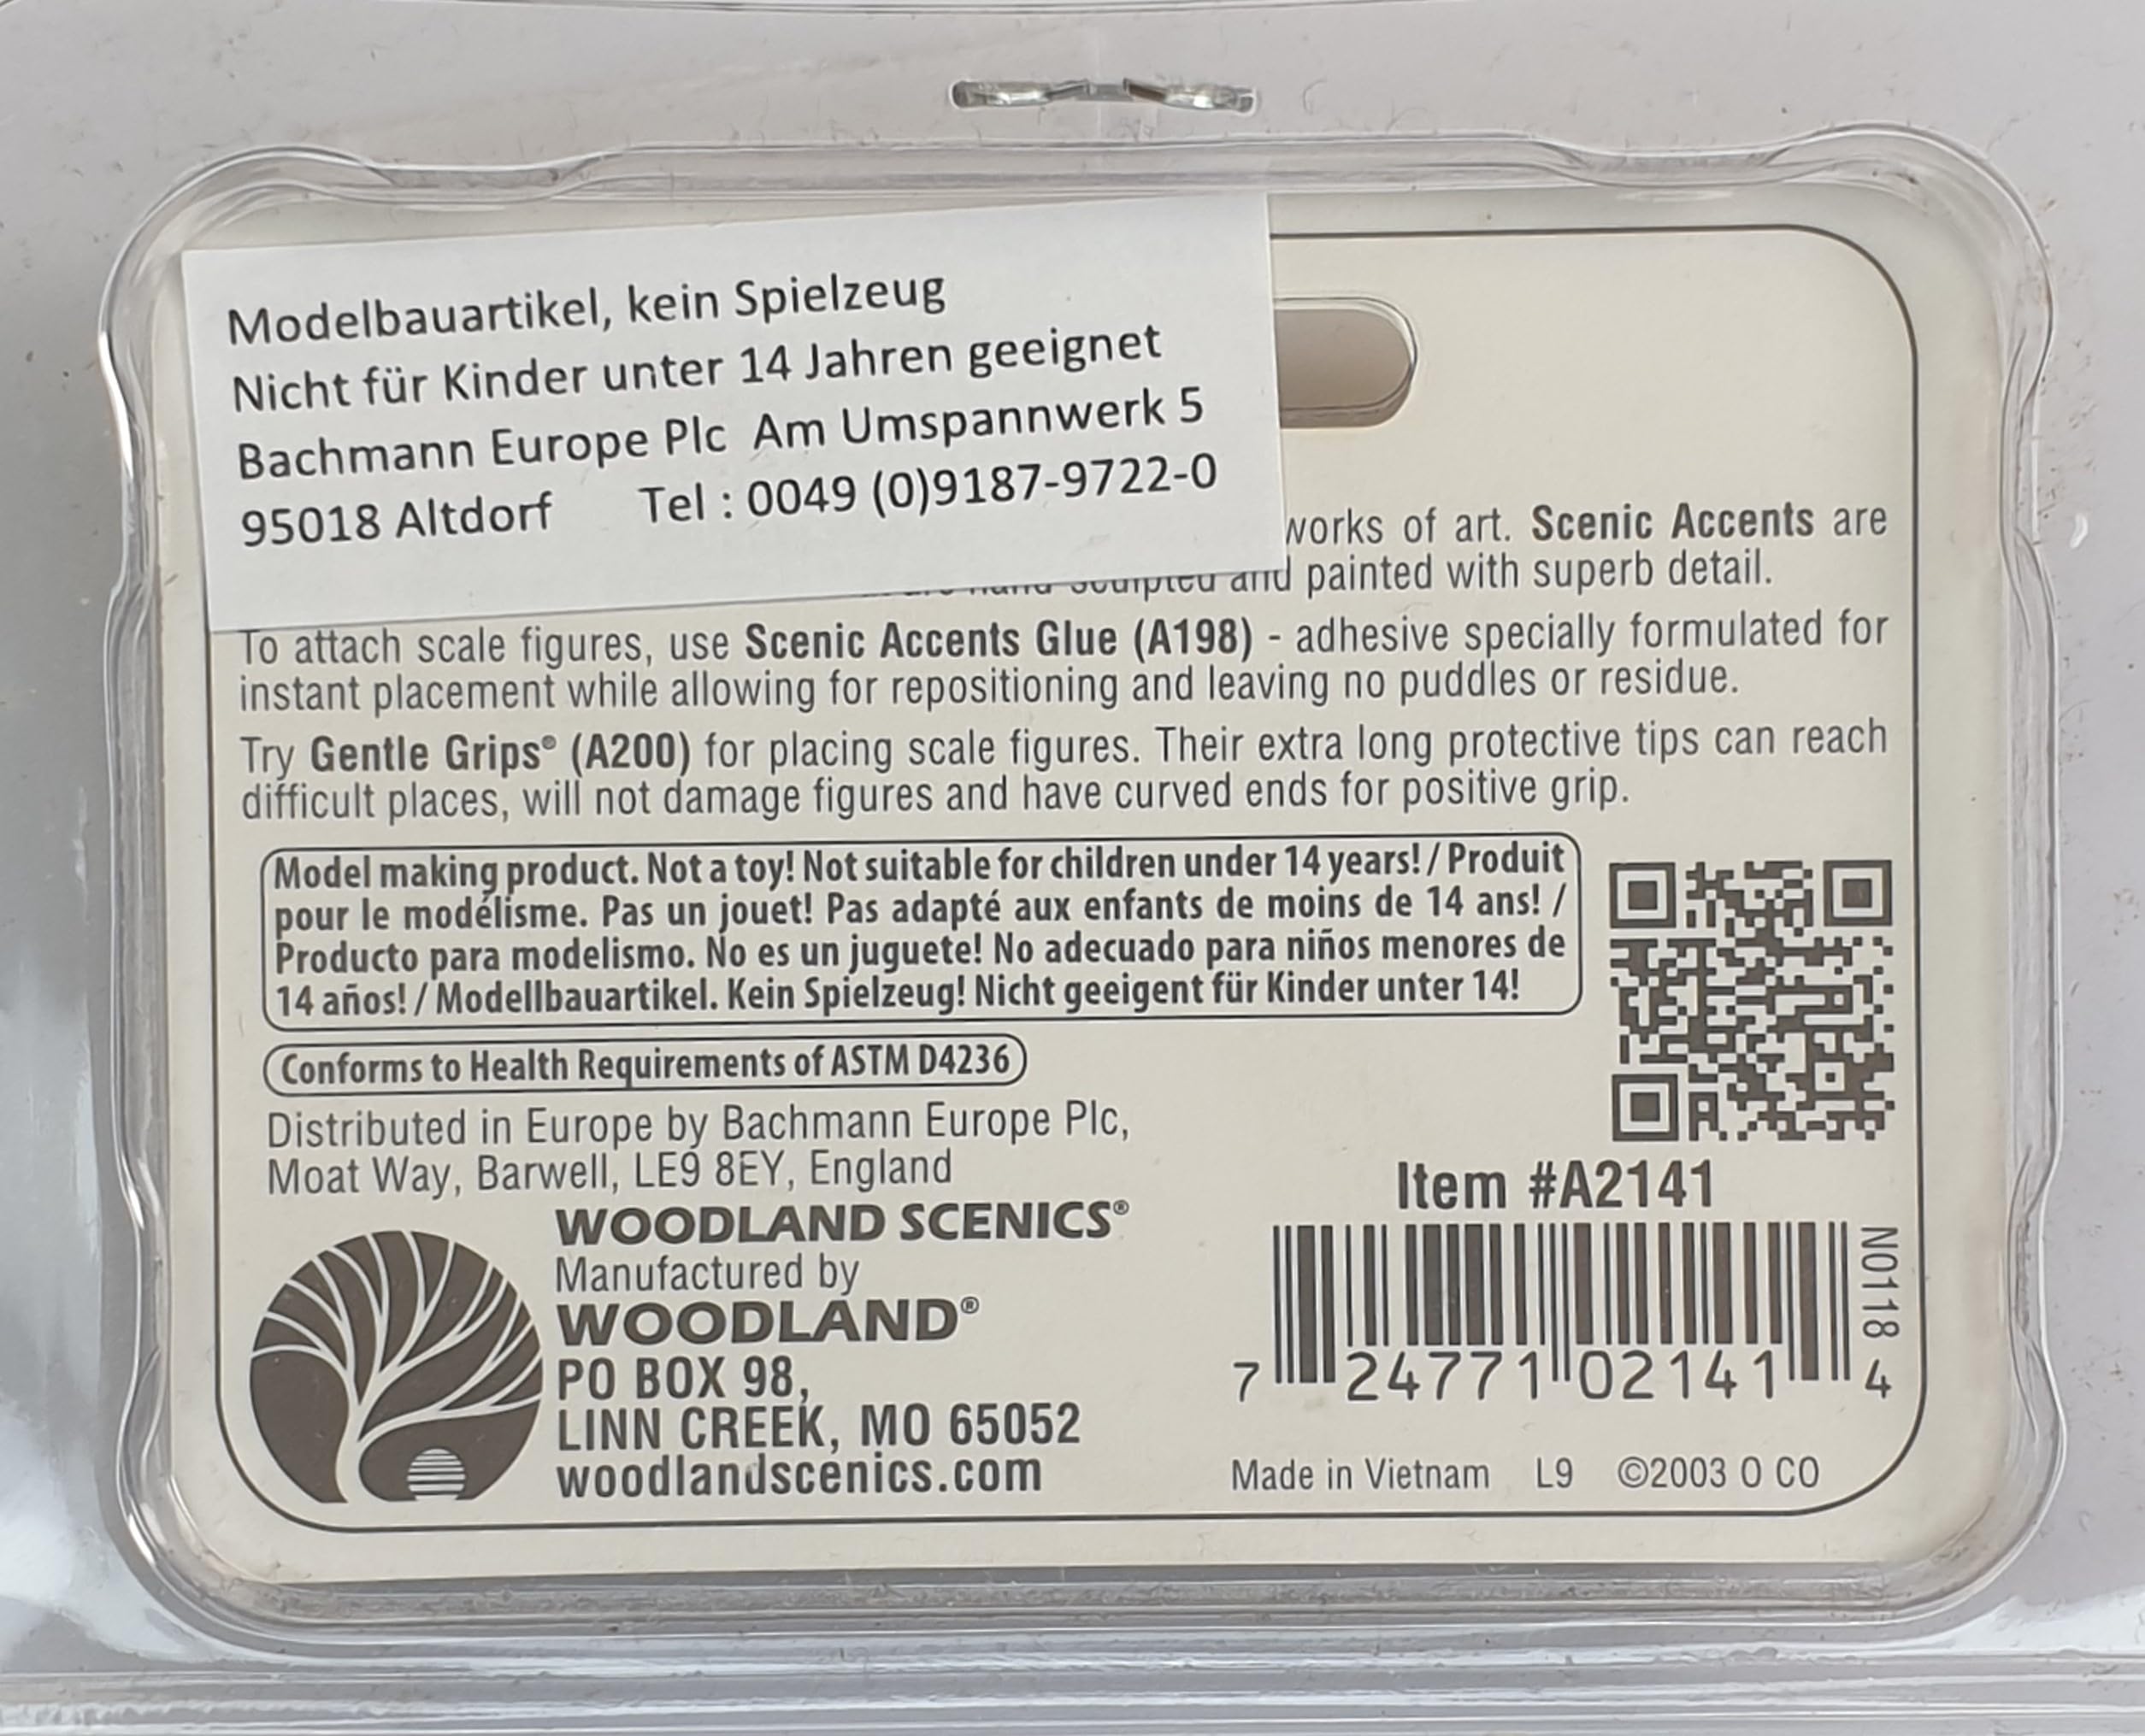 Modelbauartikel, kein Spielzeug
Nicht für Kinder unter 14 Jahren geeignet
Bachmann Europe Plc Am Umspannwerk 5
95018 Altdorf Tel : 0049 (0)9187-9722-0
works of art. Scenic Accents are
sculpted and painted with superb detail.
To attach scale figures, use Scenic Accents Glue (A198) - adhesive specially formulated for
instant placement while allowing for repositioning and leaving no puddles or residue.
Try Gentle Grips® (A200) for placing scale figures. Their extra long protective tips can reach
difficult places, will not damage figures and have curved ends for positive grip.
Model making product. Not a toy! Not suitable for children under 14 years! / Produit
pour le modélisme. Pas un jouet! Pas adapté aux enfants de moins de 14 ans! /
Producto para modelismo. No es un juguete! No adecuado para niños menores de
14 años! / Modellbauartikel. Kein Spielzeug! Nicht geeigent für Kinder unter 14!
Conforms to Health Requirements of ASTM D4236
Distributed in Europe by Bachmann Europe Plc,
Moat Way, Barwell, LE9 8EY, England
WOODLAND SCENICS®
Manufactured by
WOODLAND®
PO BOX 98,
LINN CREEK, MO 65052
woodlandscenics.com
Item #A2141
N0118
7 24771 02141 4
Made in Vietnam L9 ©2003 O CO